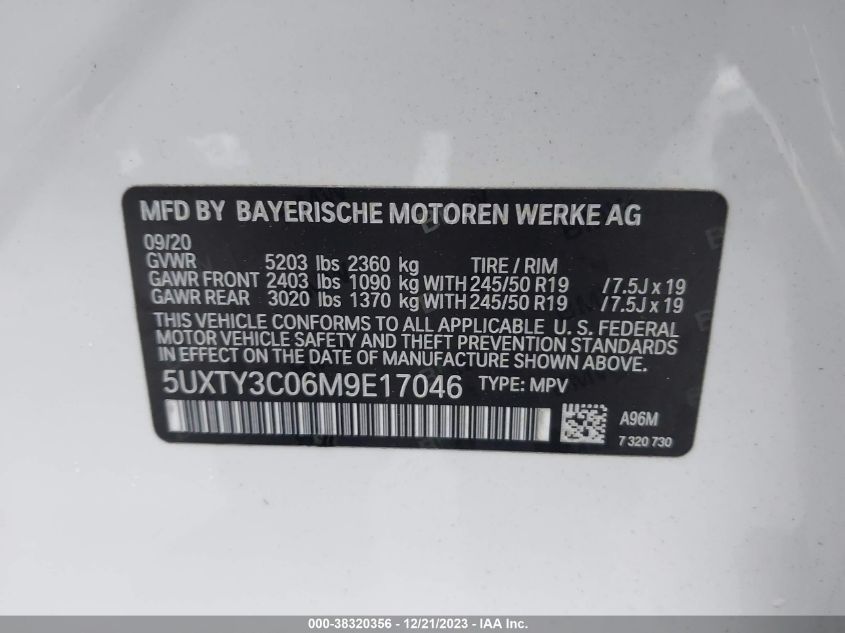 MFD BY BAYERISCHE MOTOREN WERKE AG
09/20
GVWR 5203 lbs 2360 kg TIRE / RIM
GAWR FRONT 2403 lbs 1090 kg WITH 245/50 R19 /7.5J x 19
GAWR REAR 3020 lbs 1370 kg WITH 245/50 R19 /7.5J x 19
THIS VEHICLE CONFORMS TO ALL APPLICABLE U. S. FEDERAL
MOTOR VEHICLE SAFETY AND THEFT PREVENTION STANDARDS
IN EFFECT ON THE DATE OF MANUFACTURE SHOWN ABOVE.
5UXTY3C06M9E17046 TYPE: MPV
A96M
7 320 730
000-38320356 - 12/21/2023 - IAA Inc.